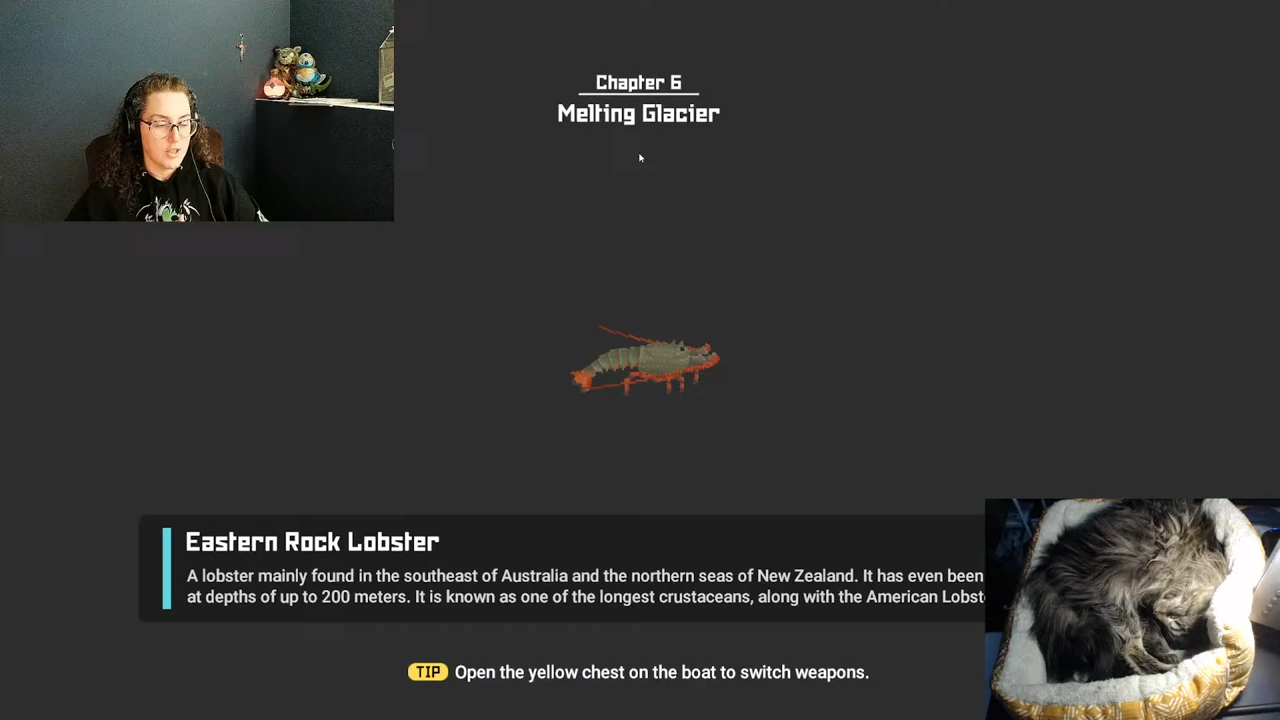 Chapter 6
Melting Glacier
Eastern Rock Lobster
A lobster mainly found in the southeast of Australia and the northern seas of New Zealand. It has even been
at depths of up to 200 meters. It is known as one of the longest crustaceans, along with the American
TIP Open the yellow chest on the boat to switch weapons.